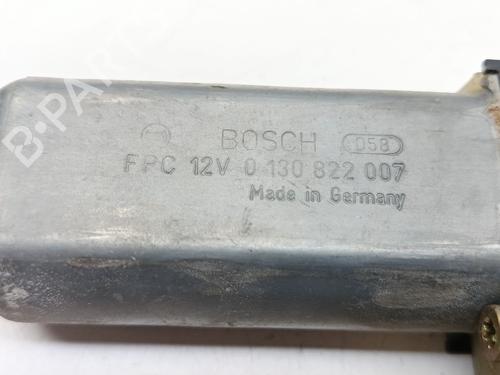 BOSCH D58
FPC 12V 0 130 822 007
Made in Germany
B-PARTS